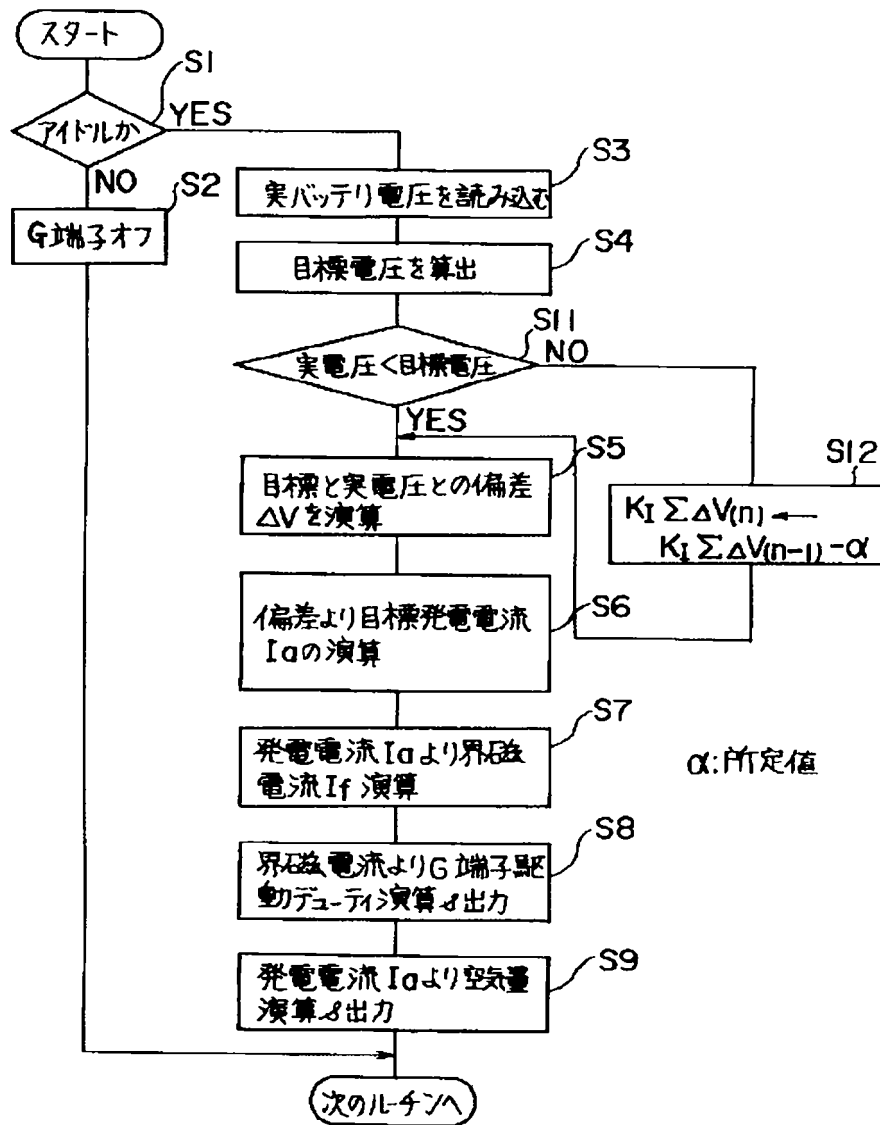 スタート
S1
アイドルか
YES
NO
S2
G端子オフ
S3
実バッテリ電圧を読み込む
S4
目標電圧を算出
S11
実電圧<目標電圧
NO
YES
S5
目標と実電圧との偏差
ΔVを演算
S12
KI ΣΔV(n) ←
KI ΣΔV(n-1)-α
S6
偏差より目標発電電流
Iaの演算
S7
発電電流Iaより界磁
電流If演算
α:所定値
S8
界磁電流よりG端子駆
動デューティ演算&出力
S9
発電電流Iaより空気量
演算&出力
次のルーチンへ